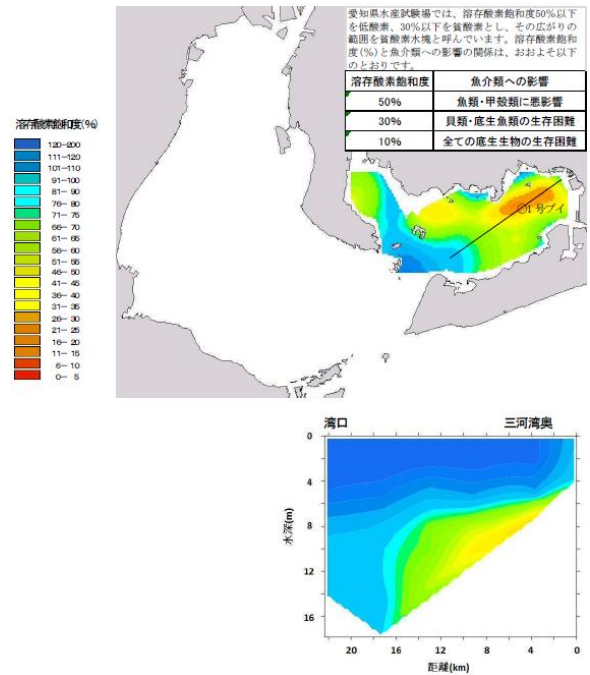 愛知県水産試験場では、溶存酸素飽和度50%以下
を低酸素、30%以下を貧酸素とし、その広がりの
範囲を貧酸素水塊と呼んでいます。溶存酸素飽和
度(%)と魚介類への影響の関係は、おおよそ以下
のとおりです。
溶存酸素飽和度 魚介類への影響
50% 魚類・甲殻類に悪影響
30% 貝類・底生魚類の生存困難
10% 全ての底生生物の生存困難
溶存酸素飽和度(%)
120-200
111-120
101-110
91-100
81-90
76-80
71-75
66-70
61-65
56-60
51-55
46-50
41-45
36-40
31-35
26-30
21-25
16-20
11-15
6-10
0-5
1号ブイ
湾口 三河湾奥
水深(m)
0
4
8
12
16
20 16 12 8 4 0
距離(km)